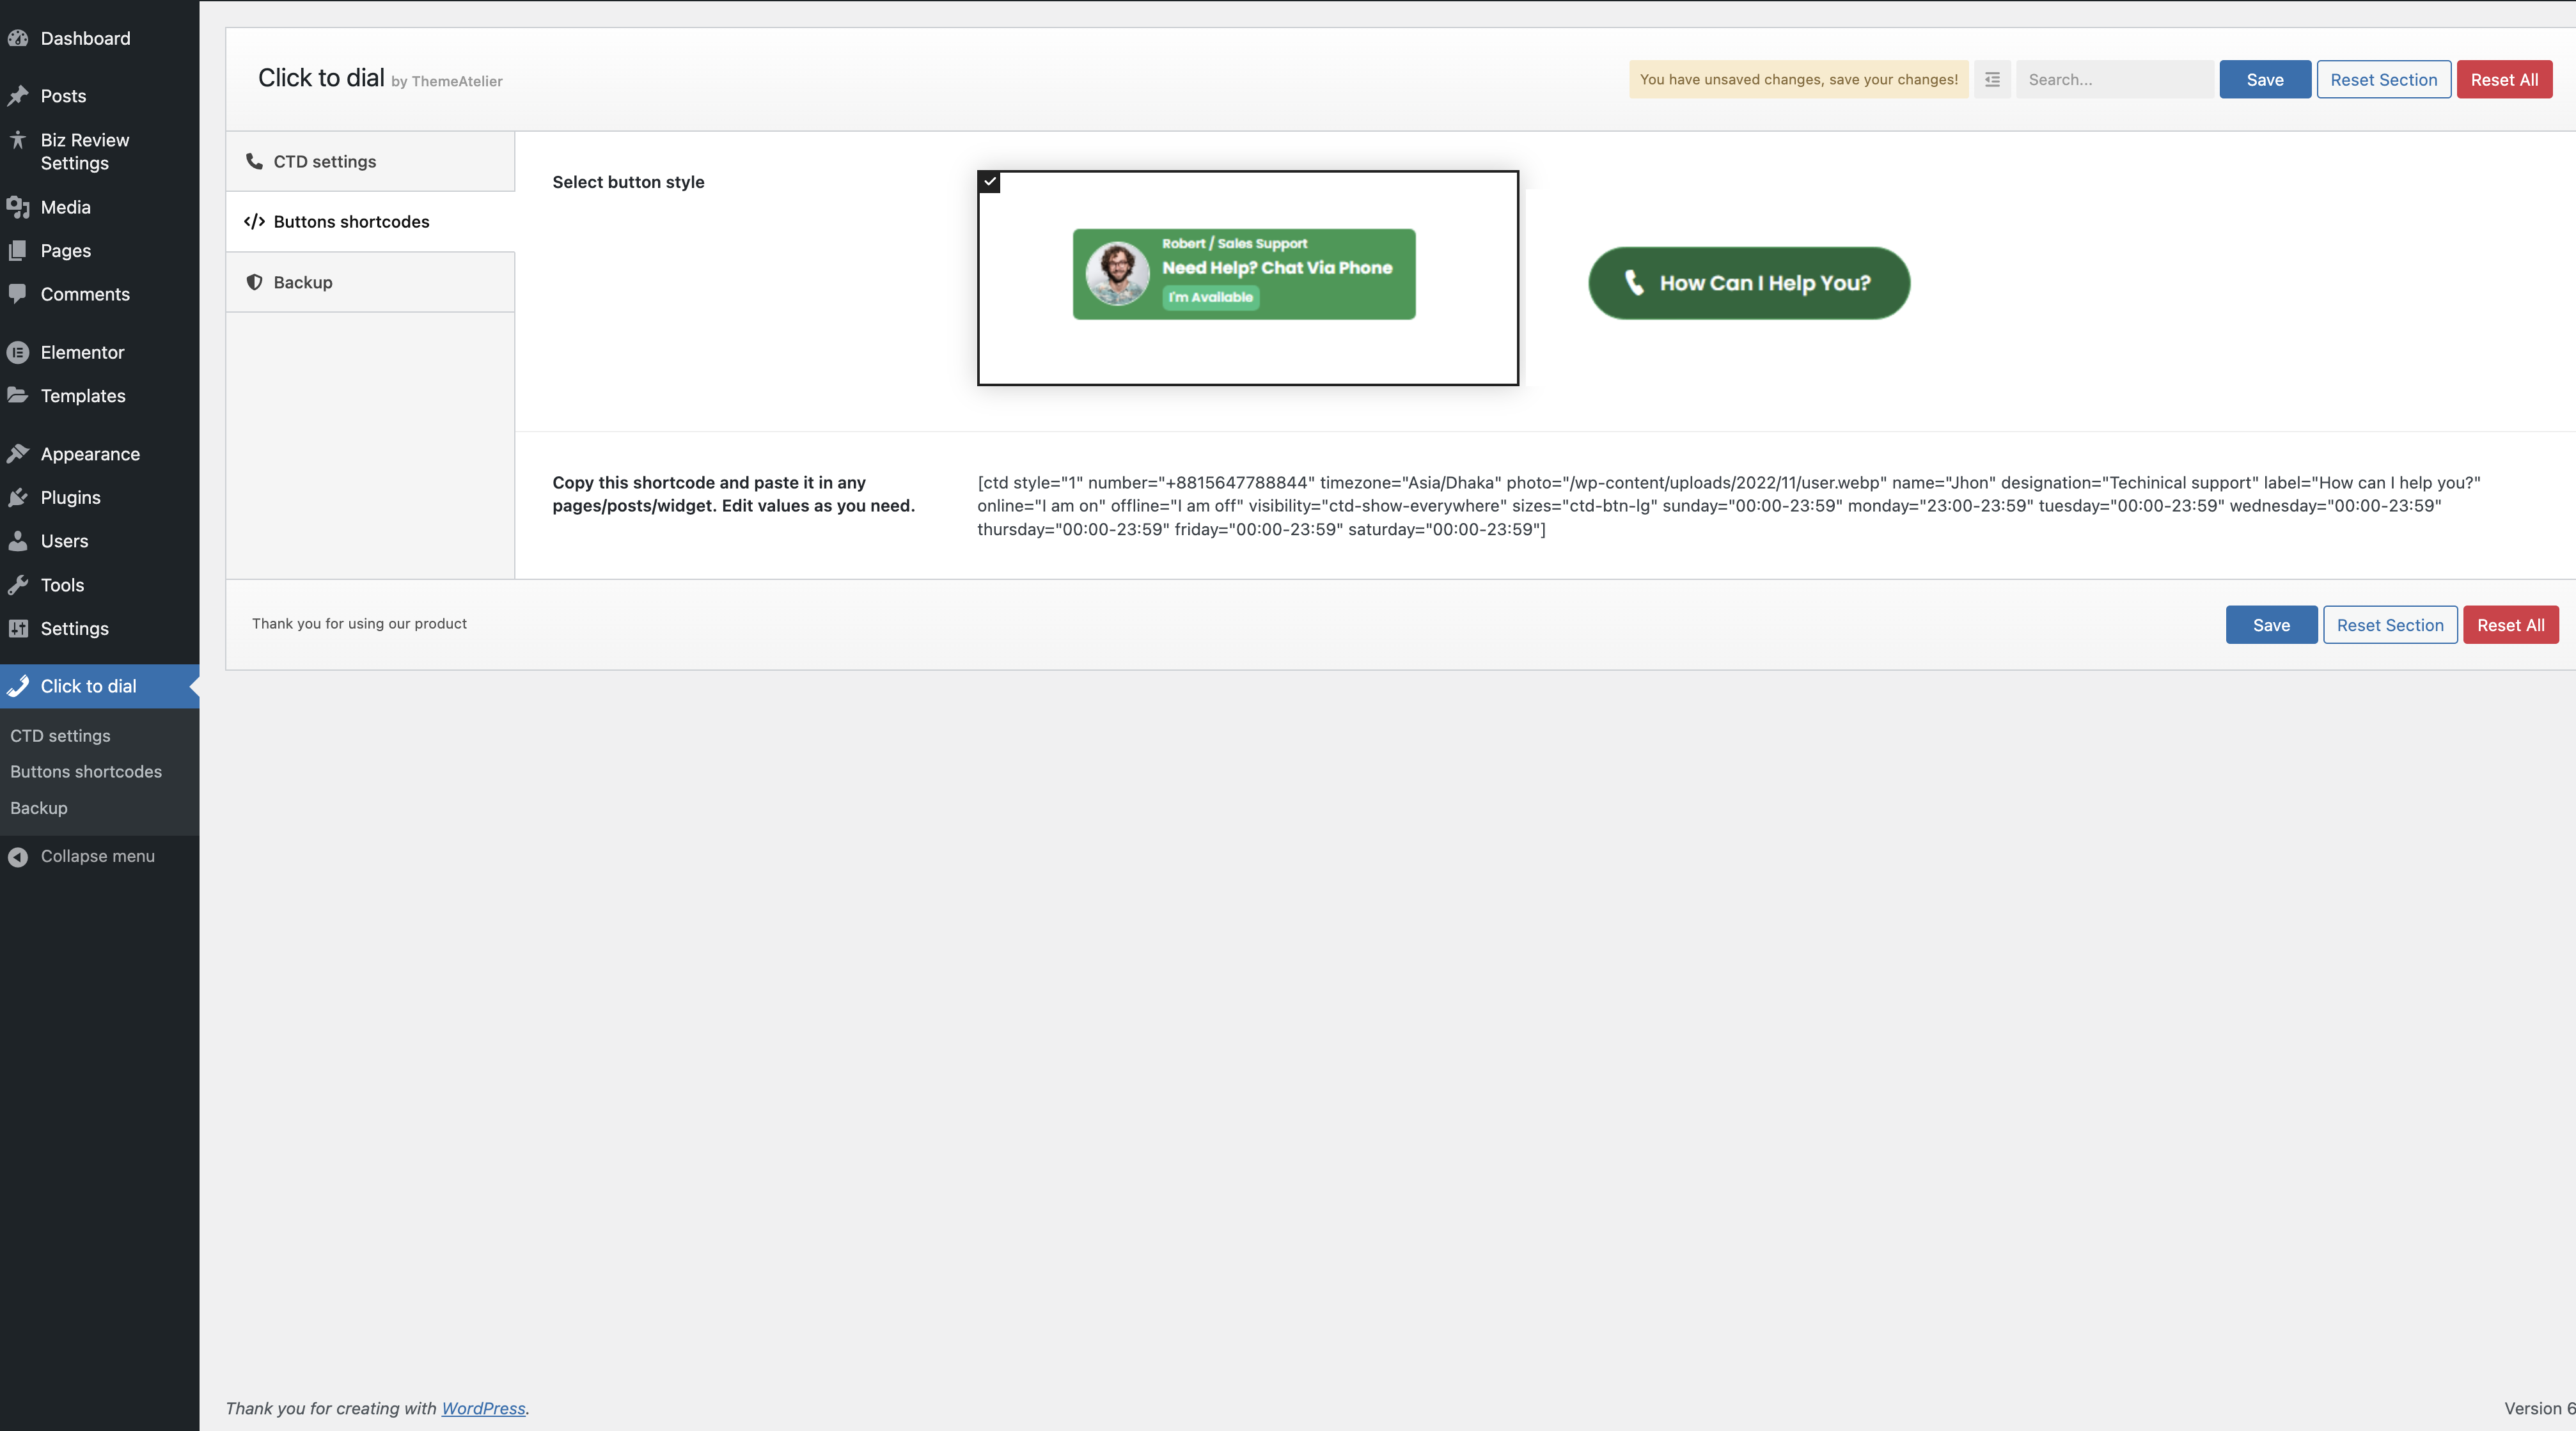 Dashboard
Posts
Biz Review
Settings
Media
Pages
Comments
Elementor
Templates
Appearance
Plugins
Users
Tools
Settings
Click to dial
CTD settings
Buttons shortcodes
Backup
Collapse menu
Click to dial by ThemeAtelier
You have unsaved changes, save your changes!
Search...
Save
Reset Section
Reset All
CTD settings
Buttons shortcodes
Backup
Select button style
Robert / Sales Support
Need Help? Chat Via Phone
I'm Available
How Can I Help You?
Copy this shortcode and paste it in any
pages/posts/widget. Edit values as you need.
[ctd style="1" number="+8815647788844" timezone="Asia/Dhaka" photo="/wp-content/uploads/2022/11/user.webp" name="Jhon" designation="Techinical support" label="How can I help you?"
online="I am on" offline="I am off" visibility="ctd-show-everywhere" sizes="ctd-btn-lg" sunday="00:00-23:59" monday="23:00-23:59" tuesday="00:00-23:59" wednesday="00:00-23:59"
thursday="00:00-23:59" friday="00:00-23:59" saturday="00:00-23:59"]
Thank you for using our product
Save
Reset Section
Reset All
Thank you for creating with WordPress.
Version 6